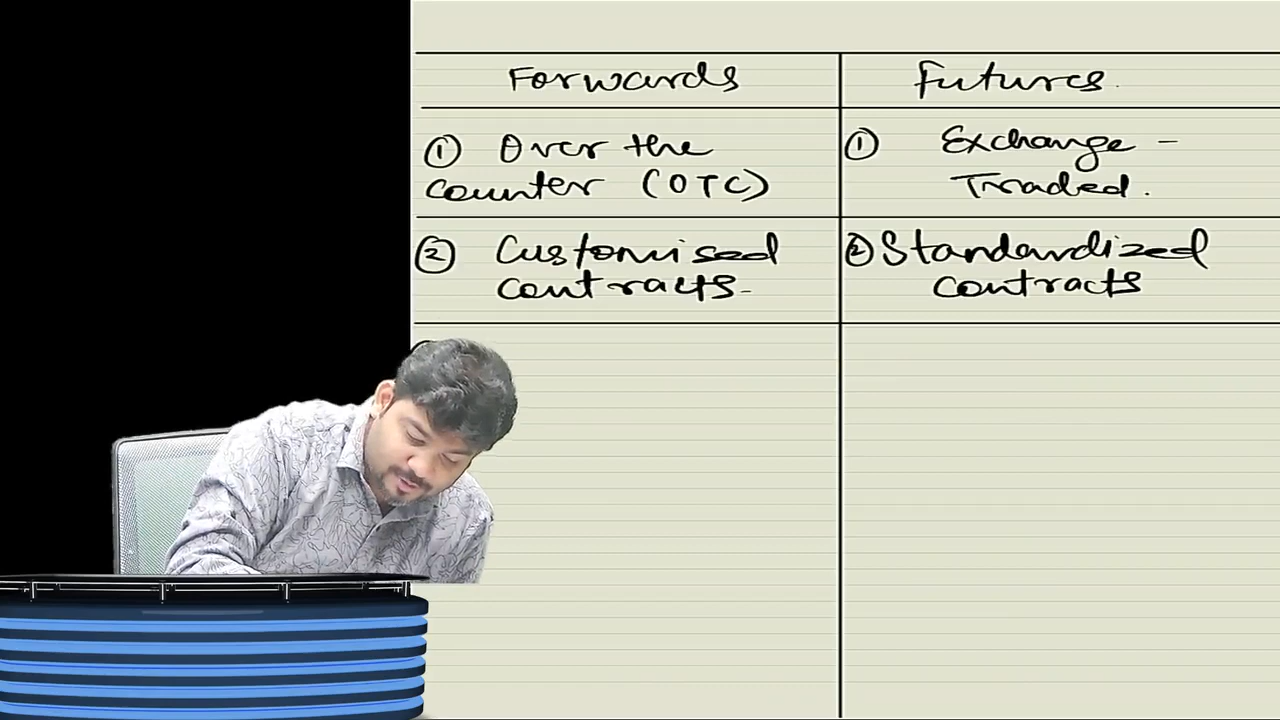 Forwards
Futures.
① Over the
counter (OTC)
① Exchange -
Traded.
② Customised
contracts.
② Standardized
contracts